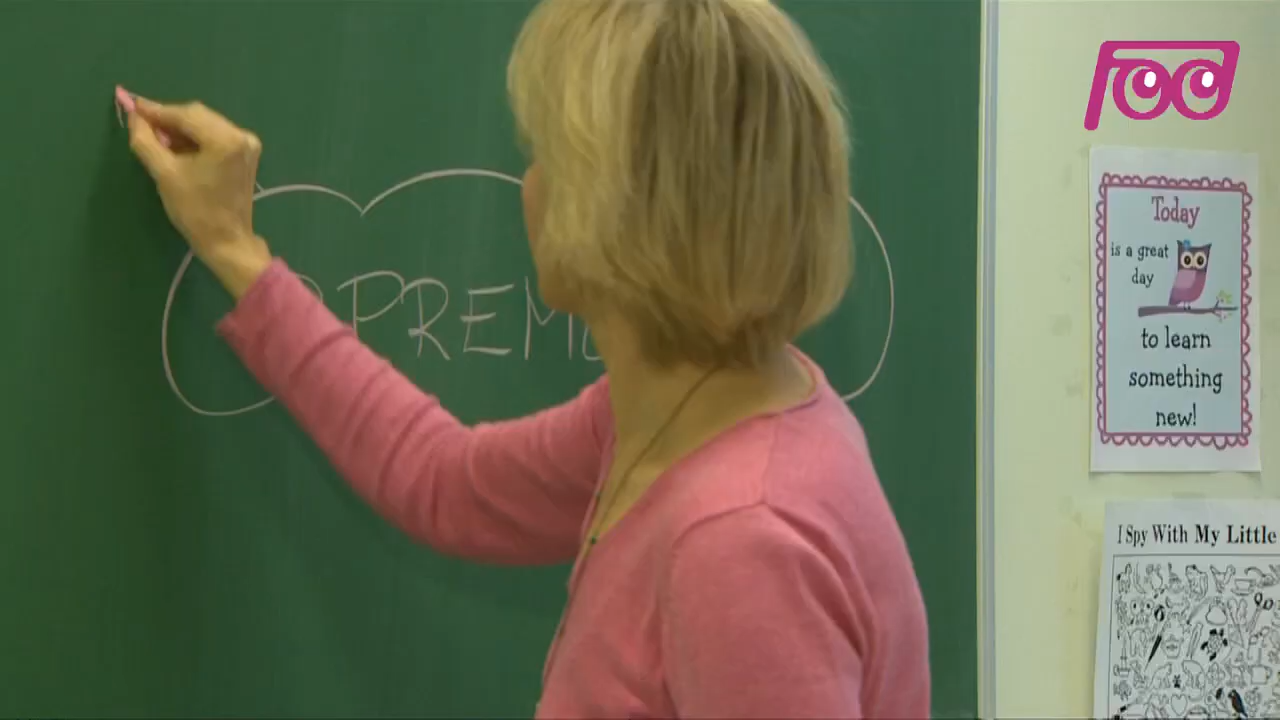 PREM
Today
is a great
day
to learn
something
new!
I Spy With My Little